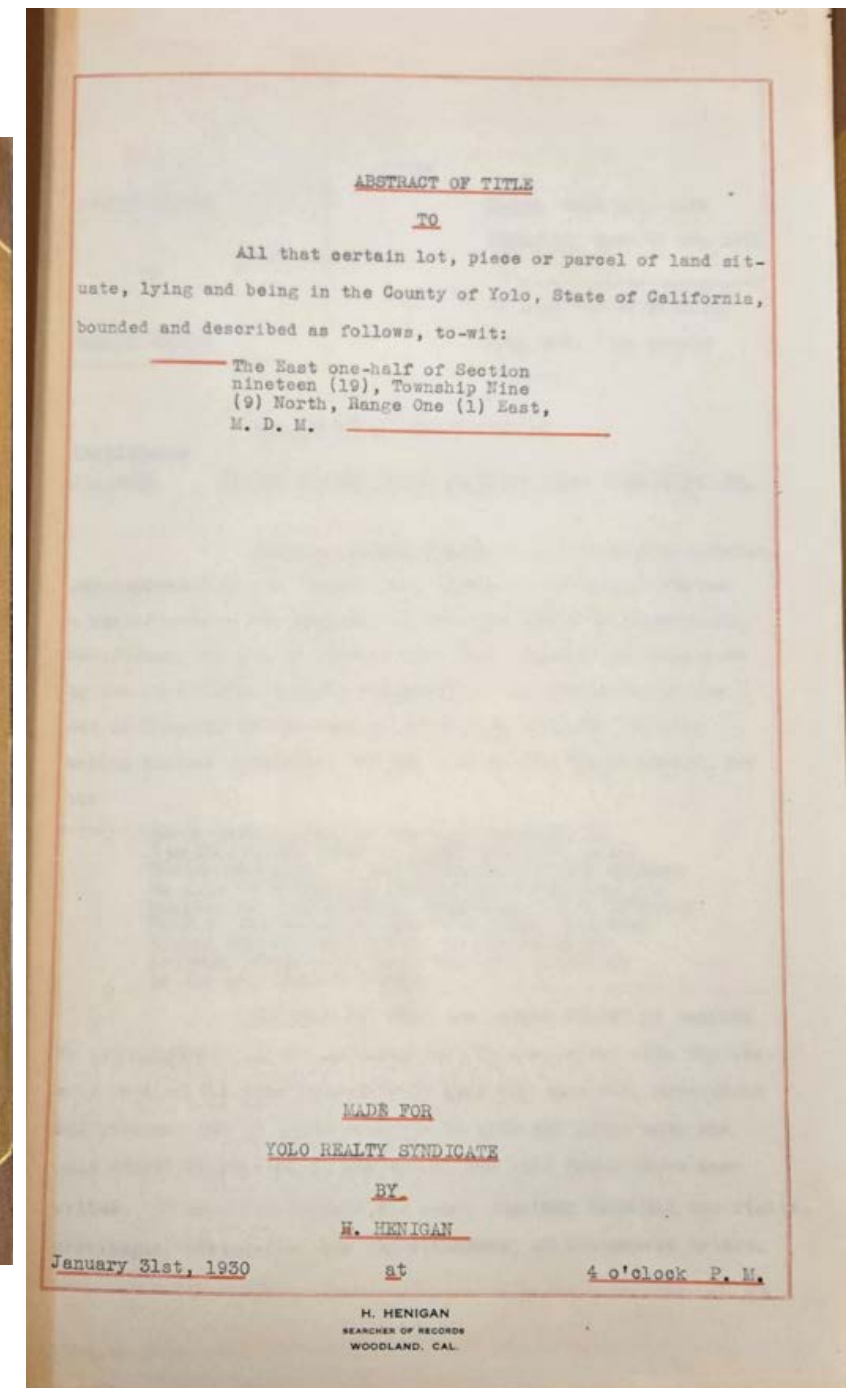 ABSTRACT OF TITLE
TO
All that certain lot, piece or parcel of land sit-
uate, lying and being in the County of Yolo, State of California,
bounded and described as follows, to-wit:
The East one-half of Section
nineteen (19), Township Nine
(9) North, Range One (1) East,
M. D. M.
MADE FOR
YOLO REALTY SYNDICATE
BY
H. HENIGAN
January 31st, 1930 at 4 o'clock P. M.
H. HENIGAN
SEARCHER OF RECORDS
WOODLAND, CAL.